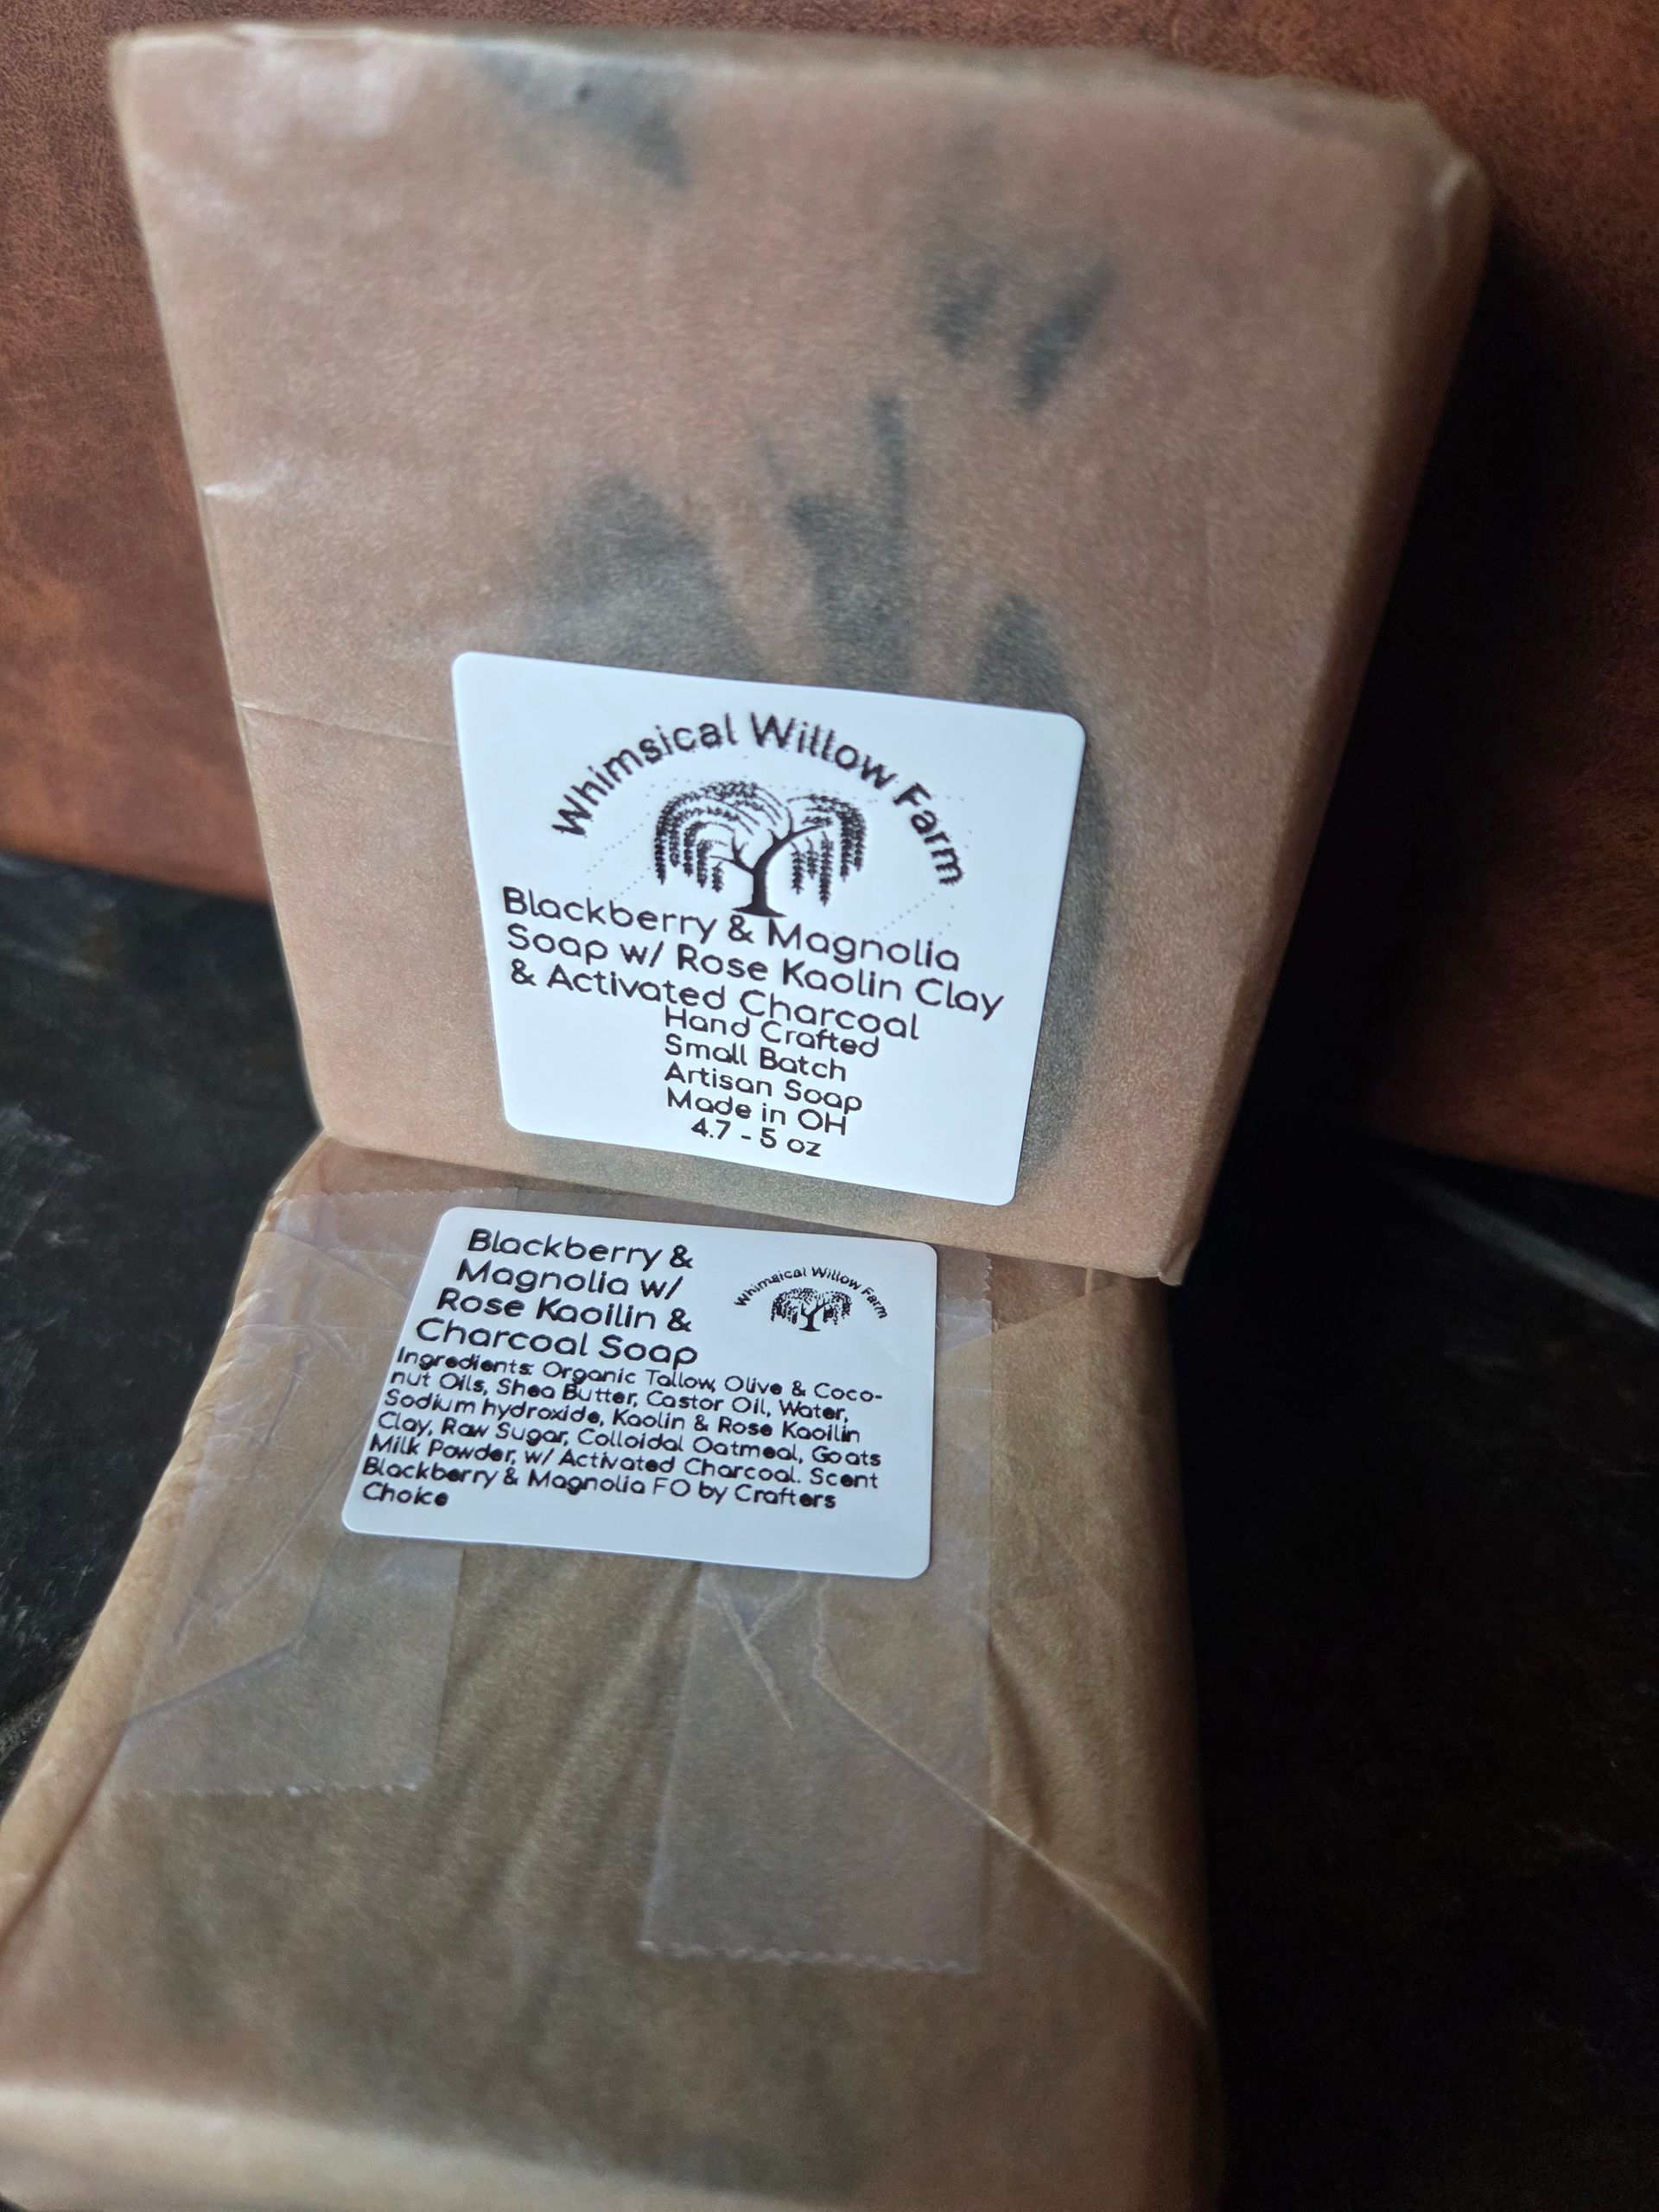 Whimsical Willow Farm
Blackberry & Magnolia
Soap w/ Rose Kaolin Clay
& Activated Charcoal
Hand Crafted
Small Batch
Artisan Soap
Made in OH
4.7 - 5 oz
Blackberry &
Magnolia w/
Rose Kaoilin &
Charcoal Soap
Whimsical Willow Farm
Ingredients: Organic Tallow, Olive & Coco-
nut Oils, Shea Butter, Castor Oil, Water,
Sodium hydroxide, Kaolin & Rose Kaoilin
Clay, Raw Sugar, Colloidal Oatmeal, Goats
Milk Powder, w/ Activated Charcoal. Scent
Blackberry & Magnolia FO by Crafters
Choice